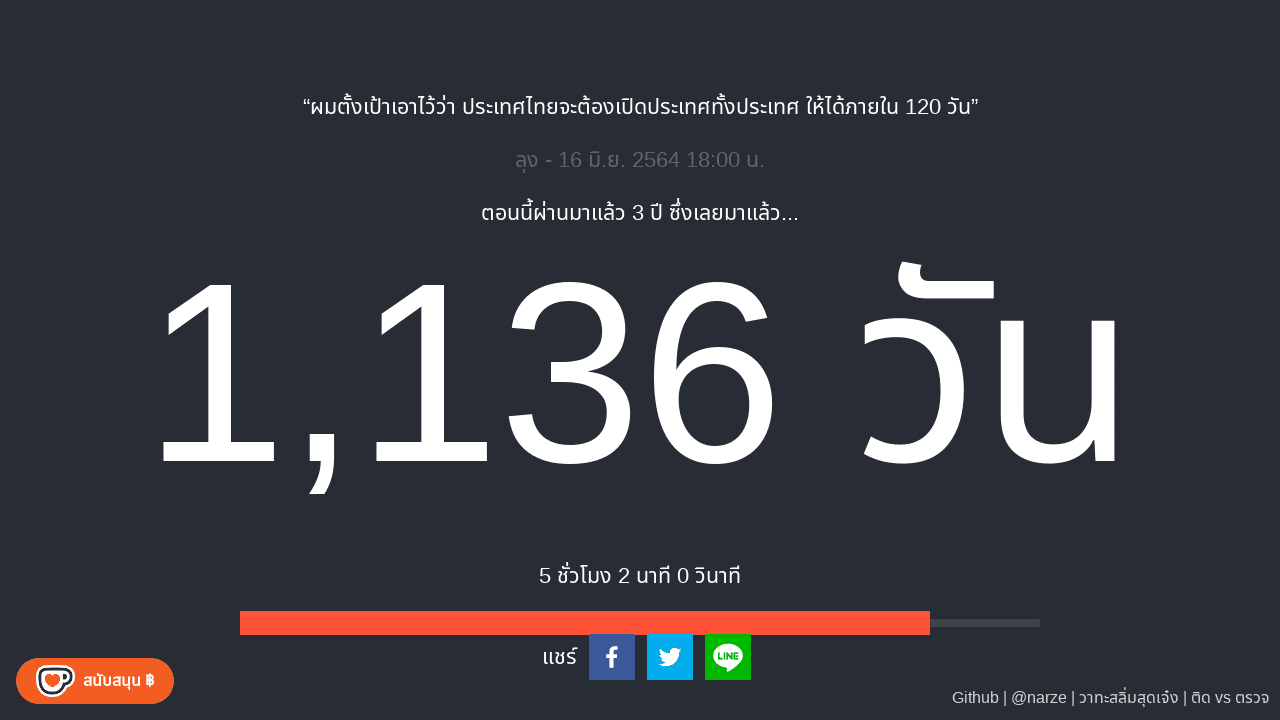 “ผมตั้งเป้าเอาไว้ว่า ประเทศไทยจะต้องเปิดประเทศทั้งประเทศ ให้ได้ภายใน 120 วัน”
ลุง - 16 มิ.ย. 2564 18:00 น.
ตอนนี้ผ่านมาแล้ว 3 ปี ซึ่งเลยมาแล้ว...
1,136 วัน
5 ชั่วโมง 2 นาที 0 วินาที
แชร์
LINE
สนับสนุน ฿
Github | @narze | วาทะสลิ่มสุดเจ๋ง | ติด vs ตรวจ